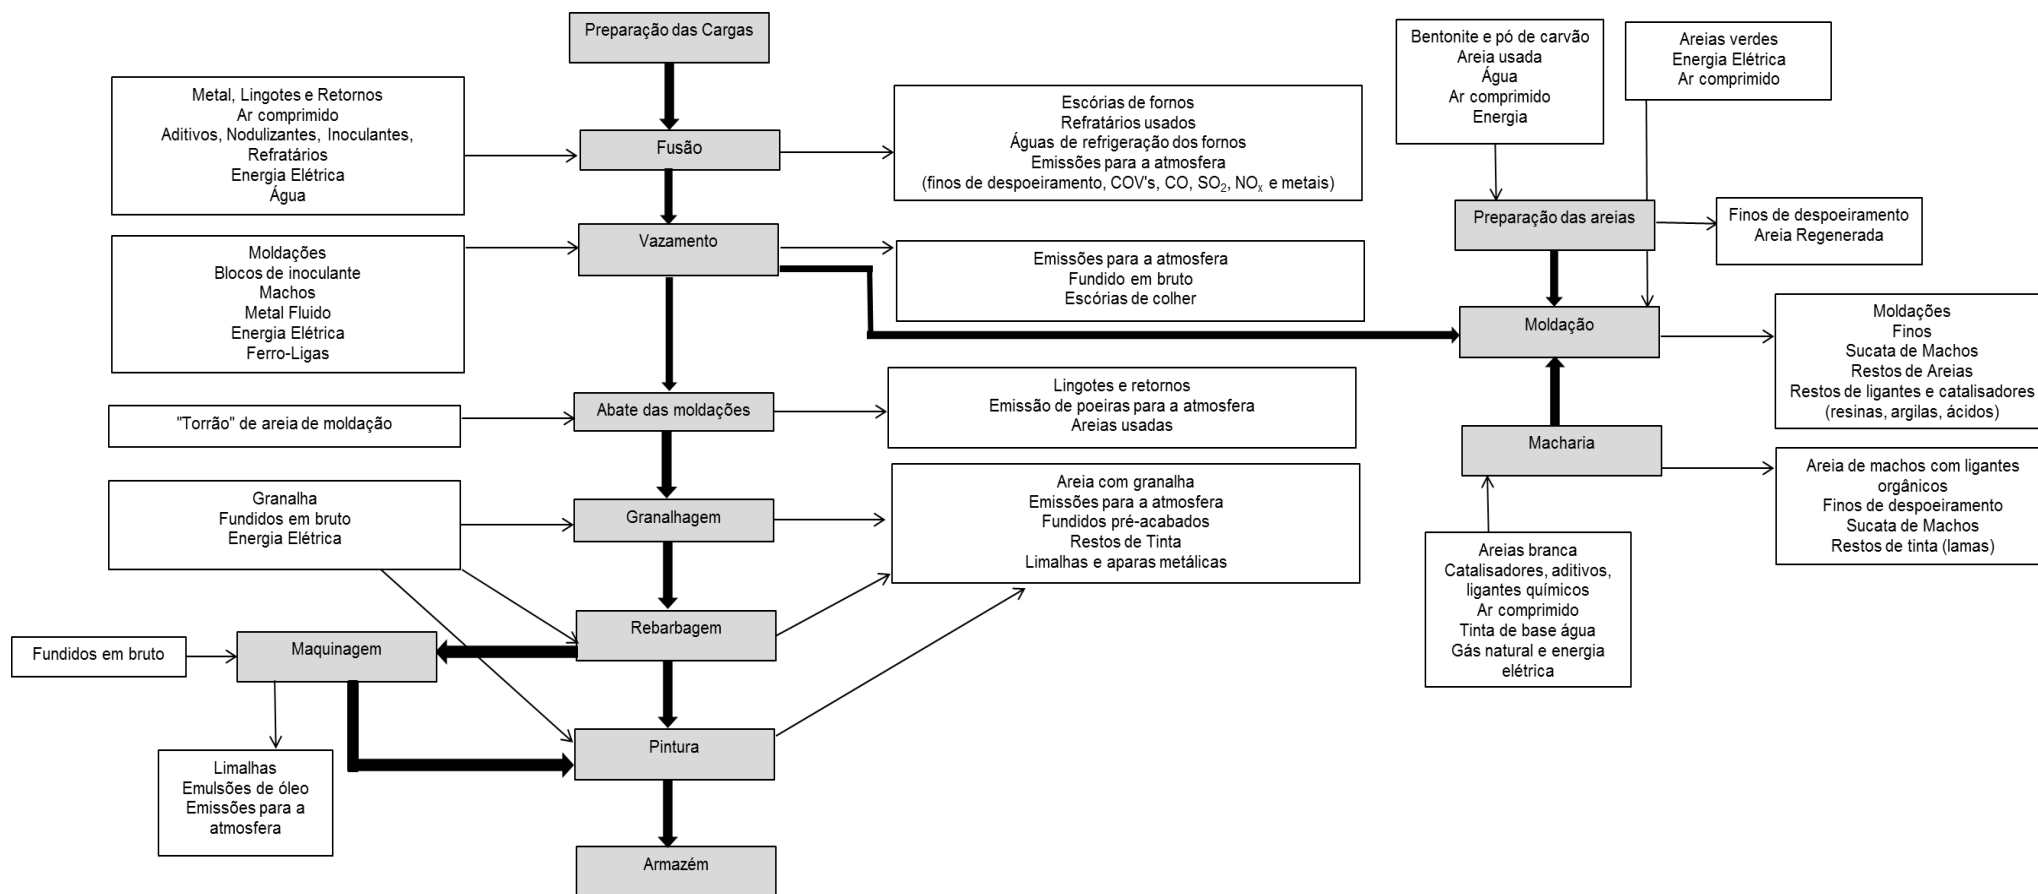 Preparação das Cargas
Metal, Lingotes e Retornos
Ar comprimido
Aditivos, Nodulizantes, Inoculantes,
Refratários
Energia Elétrica
Água
Fusão
Escórias de fornos
Refratários usados
Águas de refrigeração dos fornos
Emissões para a atmosfera
(finos de despoeiramento, COV's, CO, SO₂, NOₓ e metais)
Moldações
Blocos de inoculante
Machos
Metal Fluido
Energia Elétrica
Ferro-Ligas
Vazamento
Emissões para a atmosfera
Fundido em bruto
Escórias de colher
"Torrão" de areia de moldação
Abate das moldações
Lingotes e retornos
Emissão de poeiras para a atmosfera
Areias usadas
Granalha
Fundidos em bruto
Energia Elétrica
Granalhagem
Areia com granalha
Emissões para a atmosfera
Fundidos pré-acabados
Restos de Tinta
Limalhas e aparas metálicas
Rebarbagem
Fundidos em bruto
Maquinagem
Limalhas
Emulsões de óleo
Emissões para a
atmosfera
Pintura
Armazém
Bentonite e pó de carvão
Areia usada
Água
Ar comprimido
Energia
Areias verdes
Energia Elétrica
Ar comprimido
Preparação das areias
Finos de despoeiramento
Areia Regenerada
Moldação
Moldações
Finos
Sucata de Machos
Restos de Areias
Restos de ligantes e catalisadores
(resinas, argilas, ácidos)
Macharia
Areia de machos com ligantes
orgânicos
Finos de despoeiramento
Sucata de Machos
Restos de tinta (lamas)
Areias branca
Catalisadores, aditivos,
ligantes químicos
Ar comprimido
Tinta de base água
Gás natural e energia
elétrica